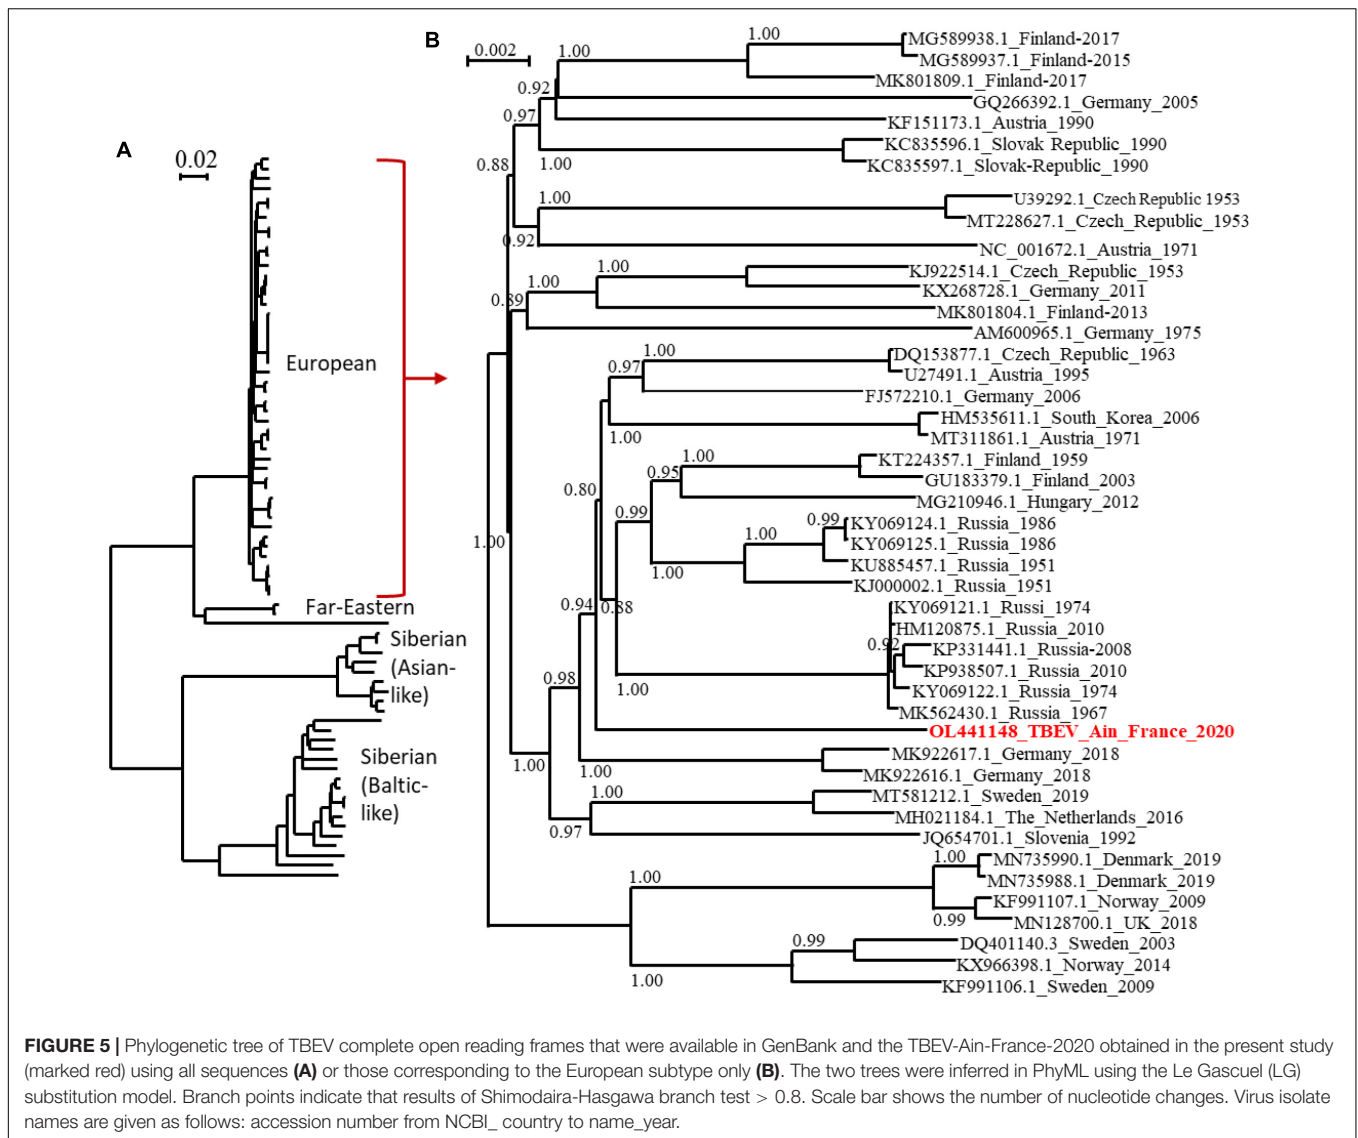 A
0.02
European
Far-Eastern
Siberian
(Asian-
like)
Siberian
(Baltic-
like)
B
0.002
1.00
1.00
MG589938.1_Finland-2017
MG589937.1_Finland-2015
MK801809.1_Finland-2017
0.92
GQ266392.1_Germany_2005
0.97
KF151173.1_Austria_1990
KC835596.1_Slovak Republic_1990
0.88
1.00
KC835597.1_Slovak-Republic_1990
1.00
U39292.1_Czech Republic 1953
MT228627.1_Czech_Republic_1953
0.92
NC_001672.1_Austria_1971
1.00
KJ922514.1_Czech_Republic_1953
1.00
KX268728.1_Germany_2011
0.89
MK801804.1_Finland-2013
AM600965.1_Germany_1975
1.00
DQ153877.1_Czech_Republic_1963
0.97
U27491.1_Austria_1995
FJ572210.1_Germany_2006
HM535611.1_South_Korea_2006
1.00
MT311861.1_Austria_1971
1.00
KT224357.1_Finland_1959
0.95
GU183379.1_Finland_2003
0.80
MG210946.1_Hungary_2012
0.99
0.99
KY069124.1_Russia_1986
1.00
1.00
KY069125.1_Russia_1986
1.00
KU885457.1_Russia_1951
KJ000002.1_Russia_1951
0.94
0.88
KY069121.1_Russi_1974
HM120875.1_Russia_2010
0.92
KP331441.1_Russia-2008
KP938507.1_Russia_2010
0.98
1.00
KY069122.1_Russia_1974
MK562430.1_Russia_1967
OL441148_TBEV_Ain_France_2020
MK922617.1_Germany_2018
1.00
1.00
MK922616.1_Germany_2018
1.00
MT581212.1_Sweden_2019
MH021184.1_The_Netherlands_2016
0.97
JQ654701.1_Slovenia_1992
1.00
MN735990.1_Denmark_2019
1.00
MN735988.1_Denmark_2019
KF991107.1_Norway_2009
0.99
MN128700.1_UK_2018
0.99
DQ401140.3_Sweden_2003
KX966398.1_Norway_2014
1.00
KF991106.1_Sweden_2009
FIGURE 5 | Phylogenetic tree of TBEV complete open reading frames that were available in GenBank and the TBEV-Ain-France-2020 obtained in the present study
(marked red) using all sequences (A) or those corresponding to the European subtype only (B). The two trees were inferred in PhyML using the Le Gascuel (LG)
substitution model. Branch points indicate that results of Shimodaira-Hasgawa branch test > 0.8. Scale bar shows the number of nucleotide changes. Virus isolate
names are given as follows: accession number from NCBI_ country to name_year.